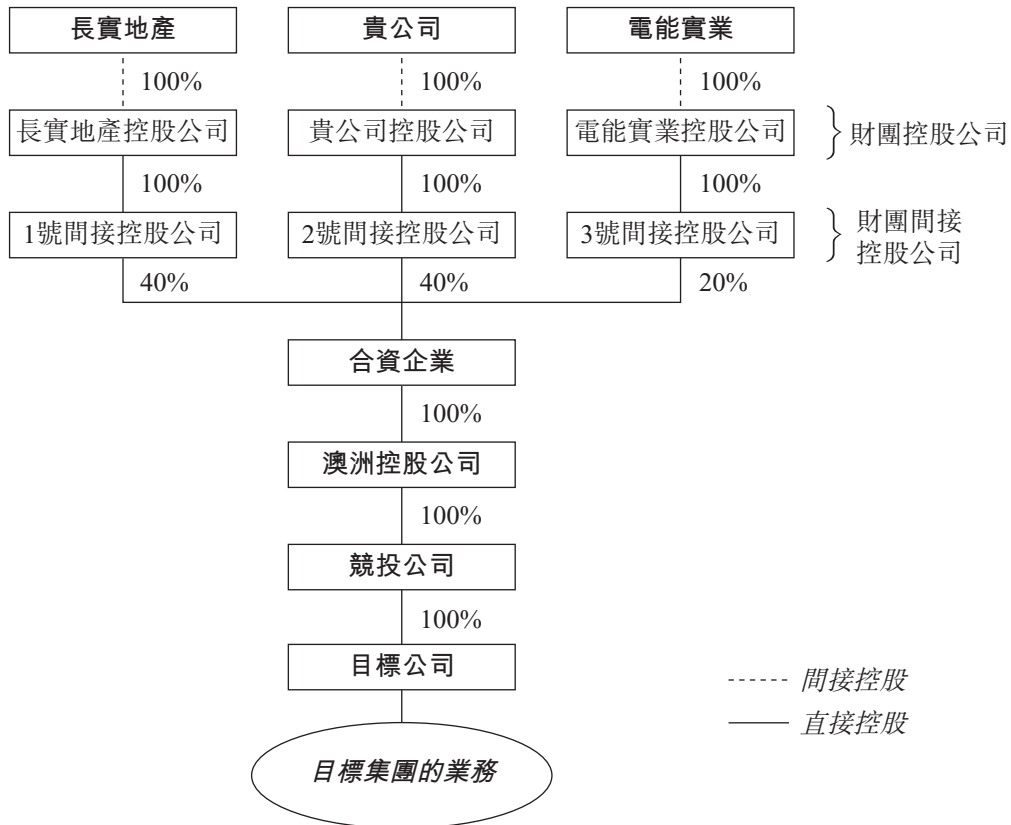 長實地產 貴公司 電能實業
100% 100% 100%
長實地產控股公司 貴公司控股公司 電能實業控股公司 財團控股公司
100% 100% 100%
1號間接控股公司 2號間接控股公司 3號間接控股公司 財團間接
控股公司
40% 40% 20%
合資企業
100%
澳洲控股公司
100%
競投公司
100%
目標公司
間接控股
直接控股
目標集團的業務